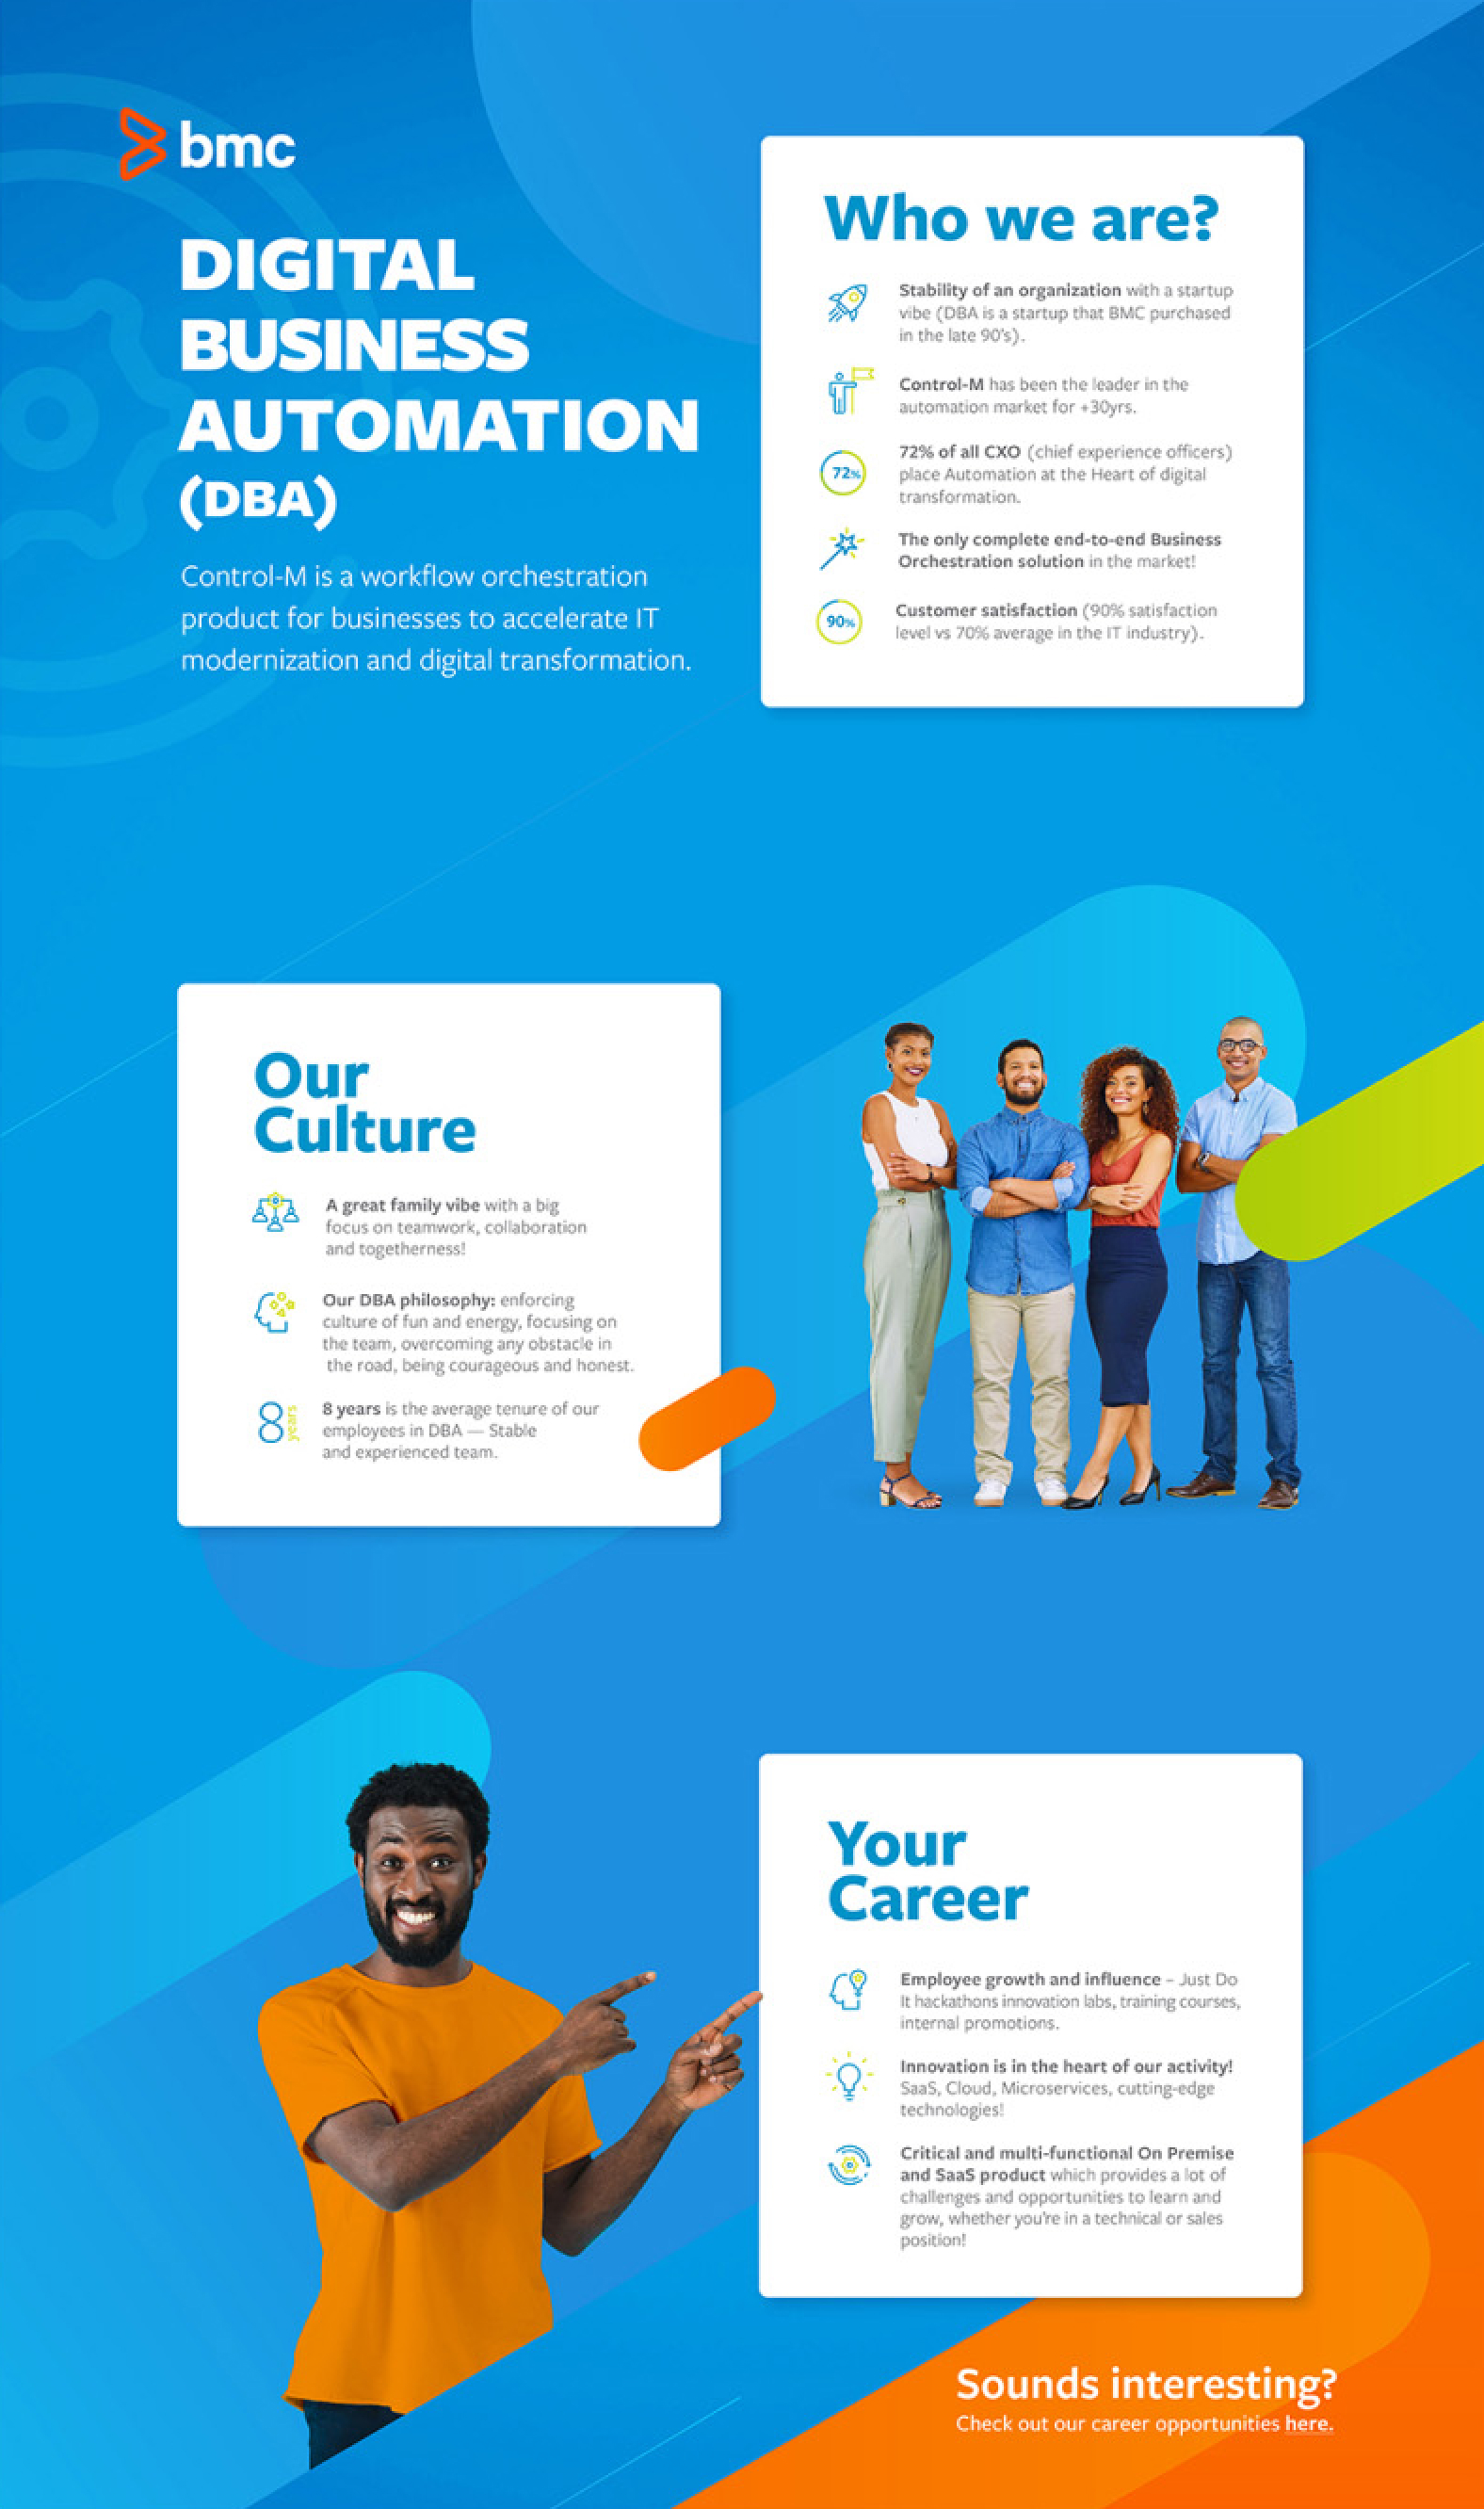 bmc
DIGITAL
BUSINESS
AUTOMATION
(DBA)
Control-M is a workflow orchestration
product for businesses to accelerate IT
modernization and digital transformation.
Who we are?
Stability of an organization with a startup
vibe (DBA is a startup that BMC purchased
in the late 90's).
Control-M has been the leader in the
automation market for +30yrs.
72%
72% of all CXO (chief experience officers)
place Automation at the Heart of digital
transformation.
The only complete end-to-end Business
Orchestration solution in the market!
90%
Customer satisfaction (90% satisfaction
level vs 70% average in the IT industry).
Our
Culture
A great family vibe with a big
focus on teamwork, collaboration
and togetherness!
Our DBA philosophy: enforcing
culture of fun and energy, focusing on
the team, overcoming any obstacle in
the road, being courageous and honest.
8 years
8 years is the average tenure of our
employees in DBA — Stable
and experienced team.
Your
Career
Employee growth and influence – Just Do
It hackathons innovation labs, training courses,
internal promotions.
Innovation is in the heart of our activity!
SaaS, Cloud, Microservices, cutting-edge
technologies!
Critical and multi-functional On Premise
and SaaS product which provides a lot of
challenges and opportunities to learn and
grow, whether you're in a technical or sales
position!
Sounds interesting?
Check out our career opportunities here.